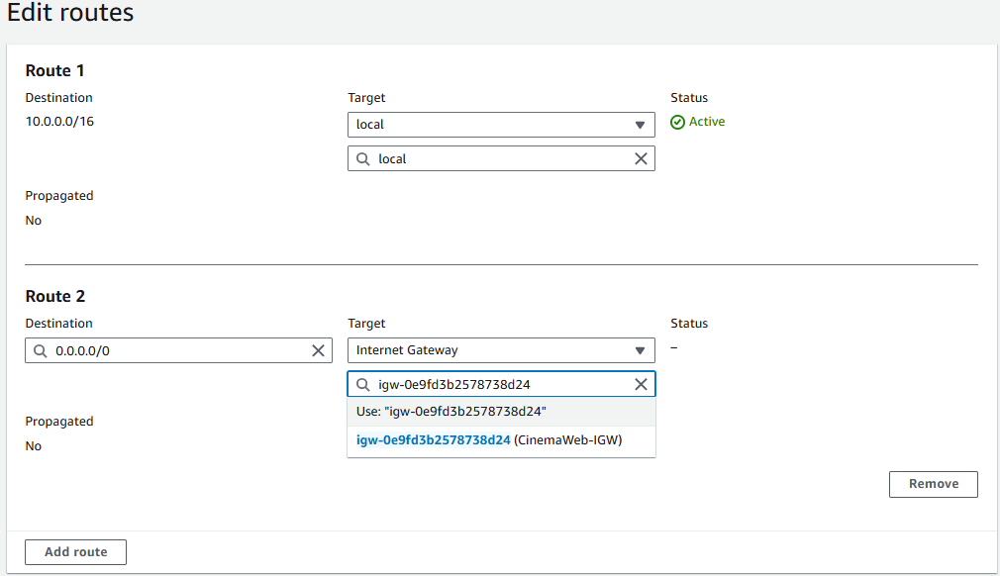 Edit routes
Route 1
Destination
Target
Status
10.0.0.0/16
local
Active
local
Propagated
No
Route 2
Destination
Target
Status
0.0.0.0/0
Internet Gateway
–
igw-0e9fd3b2578738d24
Use: "igw-0e9fd3b2578738d24"
Propagated
igw-0e9fd3b2578738d24 (CinemaWeb-IGW)
No
Remove
Add route